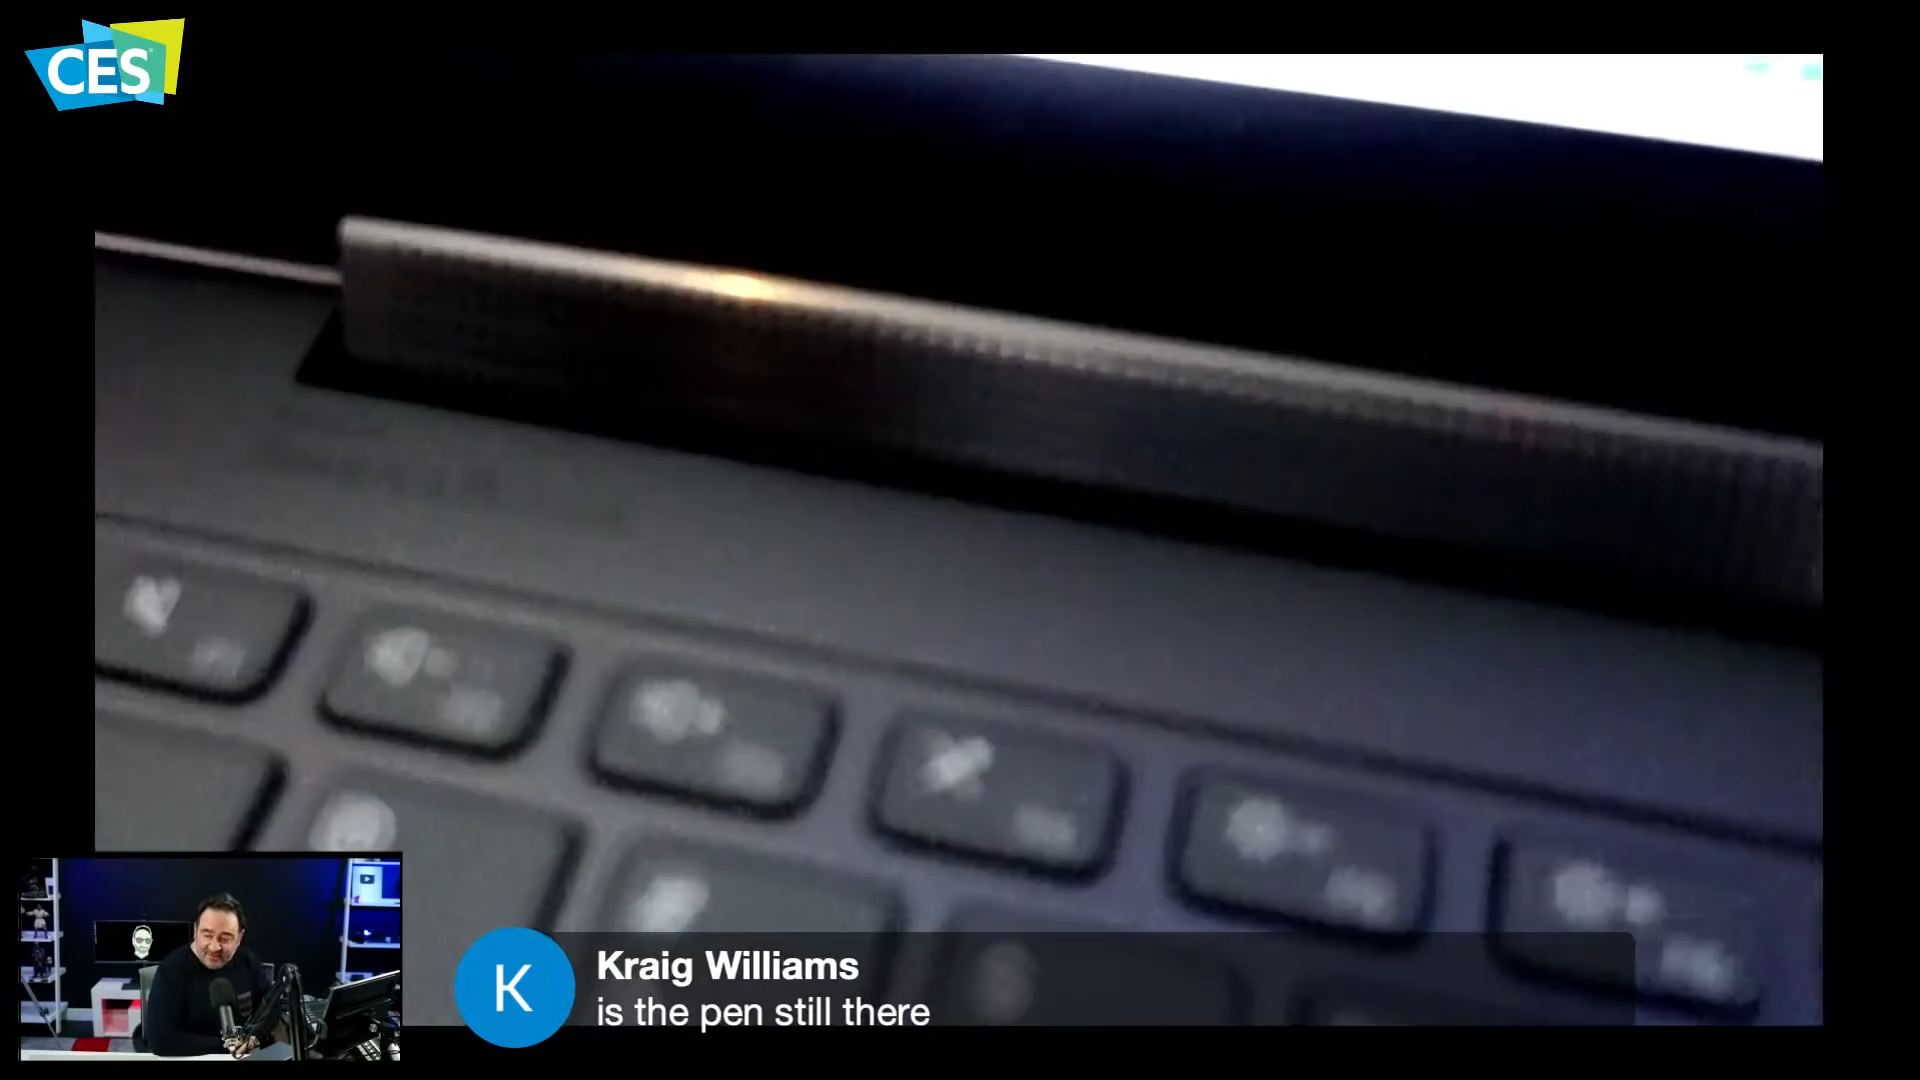 CES
K
Kraig Williams
is the pen still there